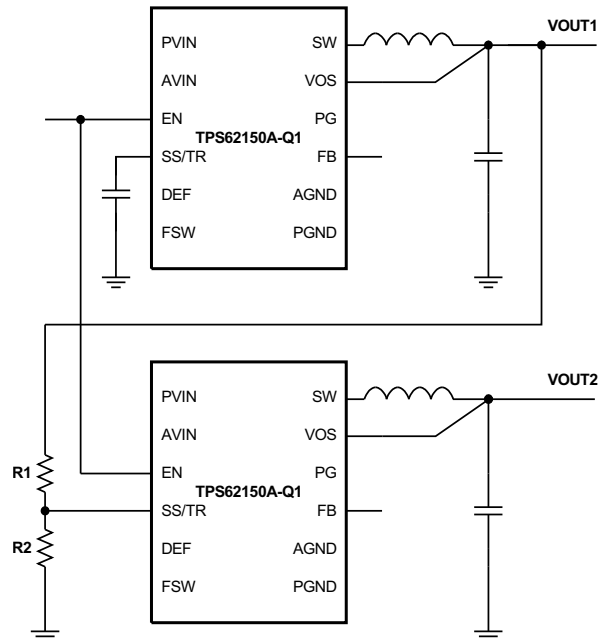 VOUT1
PVIN SW
AVIN VOS
EN PG
TPS62150A-Q1
SS/TR FB
DEF AGND
FSW PGND
VOUT2
PVIN SW
AVIN VOS
R1 EN PG
TPS62150A-Q1
SS/TR FB
R2 DEF AGND
FSW PGND